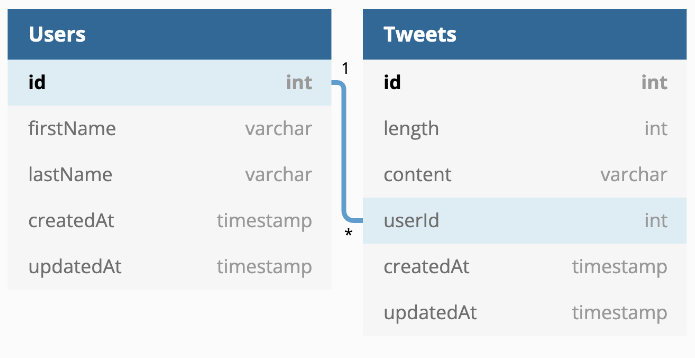 Users
id int
firstName varchar
lastName varchar
createdAt timestamp
updatedAt timestamp
1
*
Tweets
id int
length int
content varchar
userId int
createdAt timestamp
updatedAt timestamp